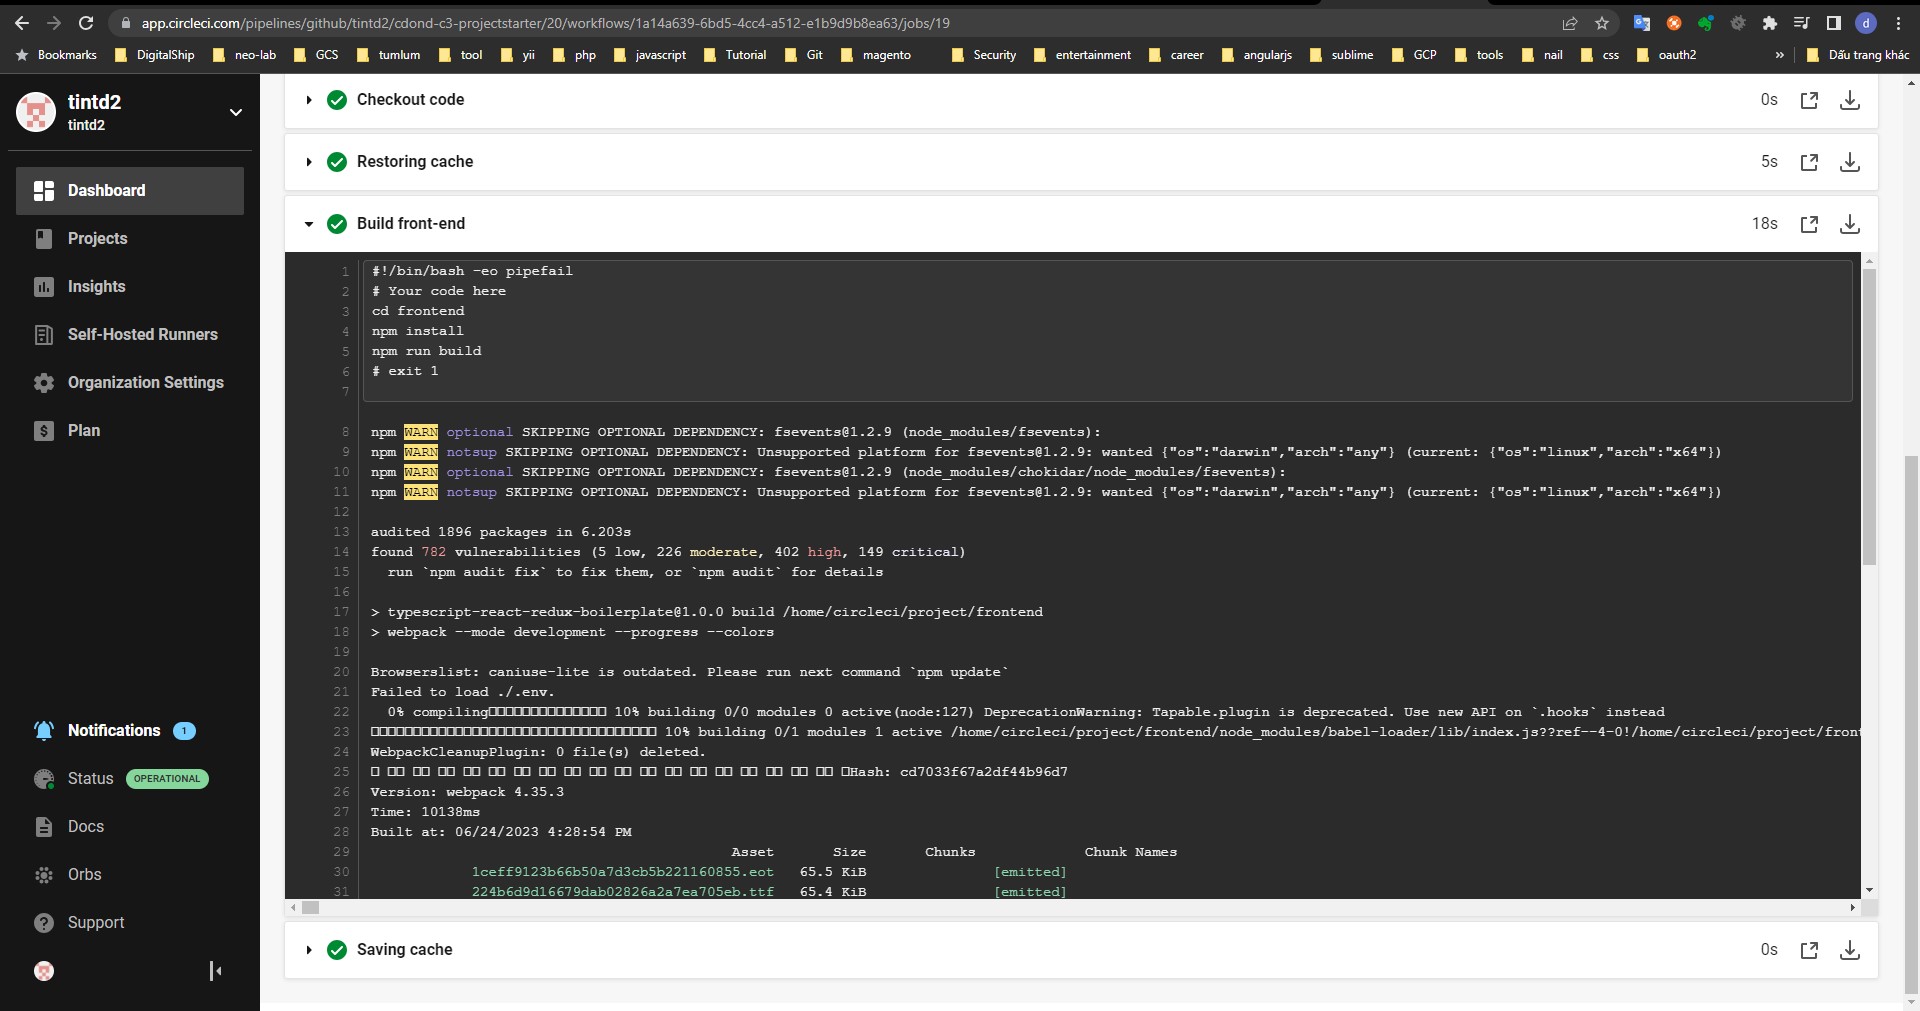 app.circleci.com/pipelines/github/tintd2/cdond-c3-projectstarter/20/workflows/1a14a639-6bd5-4cc4-a512-e1b9d9b8ea63/jobs/19
d
Bookmarks DigitalShip neo-lab GCS tumlum tool yii php javascript Tutorial Git magento Security entertainment career angularjs sublime GCP tools nail css oauth2 » Dấu trang khác
tintd2
tintd2
Dashboard
Projects
Insights
Self-Hosted Runners
Organization Settings
Plan
Notifications 1
Status OPERATIONAL
Docs
Orbs
Support
Checkout code 0s
Restoring cache 5s
Build front-end 18s
1 #!/bin/bash -eo pipefail
2 # Your code here
3 cd frontend
4 npm install
5 npm run build
6 # exit 1
7
8 npm WARN optional SKIPPING OPTIONAL DEPENDENCY: fsevents@1.2.9 (node_modules/fsevents):
9 npm WARN notsup SKIPPING OPTIONAL DEPENDENCY: Unsupported platform for fsevents@1.2.9: wanted {"os":"darwin","arch":"any"} (current: {"os":"linux","arch":"x64"})
10 npm WARN optional SKIPPING OPTIONAL DEPENDENCY: fsevents@1.2.9 (node_modules/chokidar/node_modules/fsevents):
11 npm WARN notsup SKIPPING OPTIONAL DEPENDENCY: Unsupported platform for fsevents@1.2.9: wanted {"os":"darwin","arch":"any"} (current: {"os":"linux","arch":"x64"})
12
13 audited 1896 packages in 6.203s
14 found 782 vulnerabilities (5 low, 226 moderate, 402 high, 149 critical)
15 run `npm audit fix` to fix them, or `npm audit` for details
16
17 > typescript-react-redux-boilerplate@1.0.0 build /home/circleci/project/frontend
18 > webpack --mode development --progress --colors
19
20 Browserslist: caniuse-lite is outdated. Please run next command `npm update`
21 Failed to load ./.env.
22 0% compiling 10% building 0/0 modules 0 active(node:127) DeprecationWarning: Tapable.plugin is deprecated. Use new API on `.hooks` instead
23 10% building 0/1 modules 1 active /home/circleci/project/frontend/node_modules/babel-loader/lib/index.js??ref--4-0!/home/circleci/project/front
24 WebpackCleanupPlugin: 0 file(s) deleted.
25 Hash: cd7033f67a2df44b96d7
26 Version: webpack 4.35.3
27 Time: 10138ms
28 Built at: 06/24/2023 4:28:54 PM
29 Asset Size Chunks Chunk Names
30 1ceff9123b66b50a7d3cb5b221160855.eot 65.5 KiB [emitted]
31 224b6d9d16679dab02826a2a7ea705eb.ttf 65.4 KiB [emitted]
Saving cache 0s